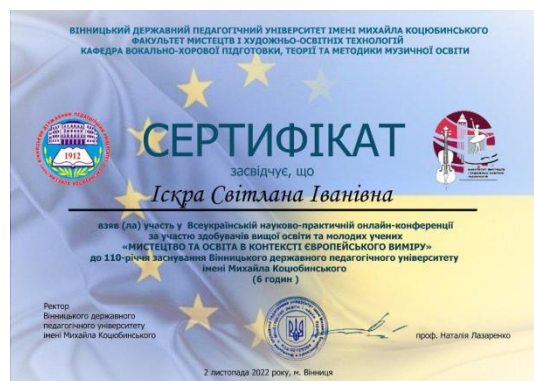 ВІННИЦЬКИЙ ДЕРЖАВНИЙ ПЕДАГОГІЧНИЙ УНІВЕРСИТЕТ ІМЕНІ МИХАЙЛА КОЦЮБИНСЬКОГО
ФАКУЛЬТЕТ МИСТЕЦТВ І ХУДОЖНЬО-ОСВІТНІХ ТЕХНОЛОГІЙ
КАФЕДРА ВОКАЛЬНО-ХОРОВОЇ ПІДГОТОВКИ, ТЕОРІЇ ТА МЕТОДИКИ МУЗИЧНОЇ ОСВІТИ
СЕРТИФІКАТ
1912
засвідчує, що
Іскра Світлана Іванівна
взяв (ла) участь у Всеукраїнській науково-практичній онлайн-конференції
за участю здобувачів вищої освіти та молодих учених
«МИСТЕЦТВО ТА ОСВІТА В КОНТЕКСТІ ЄВРОПЕЙСЬКОГО ВИМІРУ»
до 110-річчя заснування Вінницького державного педагогічного університету
імені Михайла Коцюбинського
(6 годин )
Ректор
Вінницького державного
педагогічного університету
імені Михайла Коцюбинського
проф. Наталія Лазаренко
2 листопада 2022 року, м. Вінниця